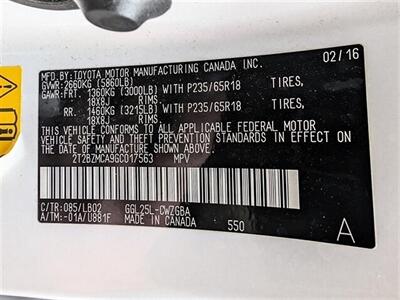 MFD.BY:TOYOTA MOTOR MANUFACTURING CANADA INC. 02/16
GVWR:2660KG (5860LB)
GAWR:FRT. 1360KG (3000LB) WITH P235/65R18 TIRES,
18X8J RIMS.
RR. 1460KG (3215LB) WITH P235/65R18 TIRES,
18X8J RIMS.
THIS VEHICLE CONFORMS TO ALL APPLICABLE FEDERAL MOTOR
VEHICLE SAFETY AND THEFT PREVENTION STANDARDS IN EFFECT
ON THE DATE OF MANUFACTURE SHOWN ABOVE.
2T2BZMCA9GC017563 MPV
C/TR:085/LB02 GGL25L-CWZGBA
A/TM:-01A/U881F MADE IN CANADA 550 A